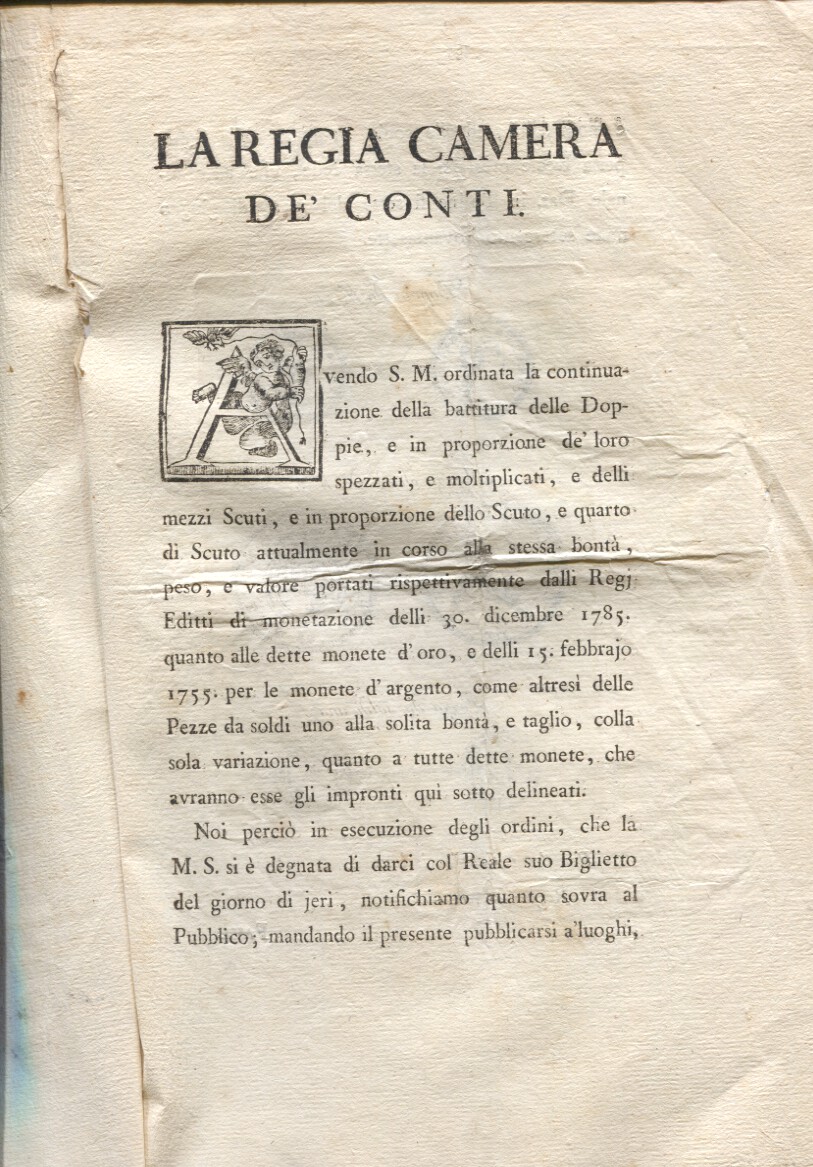 LA REGIA CAMERA
DE' CONTI.
Avendo S. M. ordinata la continua-
zione della battitura delle Dop-
pie, e in proporzione de' loro
spezzati, e moltiplicati, e delli
mezzi Scuti, e in proporzione dello Scuto, e quarto
di Scuto attualmente in corso alla stessa bontà,
peso, e valore portati rispettivamente dalli Regj
Editti di monetazione delli 30. dicembre 1785.
quanto alle dette monete d'oro, e delli 15. febbrajo
1755. per le monete d'argento, come altresì delle
Pezze da soldi uno alla solita bontà, e taglio, colla
sola variazione, quanto a tutte dette monete, che
avranno esse gli impronti quì sotto delineati.
Noi perciò in esecuzione degli ordini, che la
M. S. si è degnata di darci col Reale suo Biglietto
del giorno di jeri, notifichiamo quanto sovra al
Pubblico; mandando il presente pubblicarsi a'luoghi,